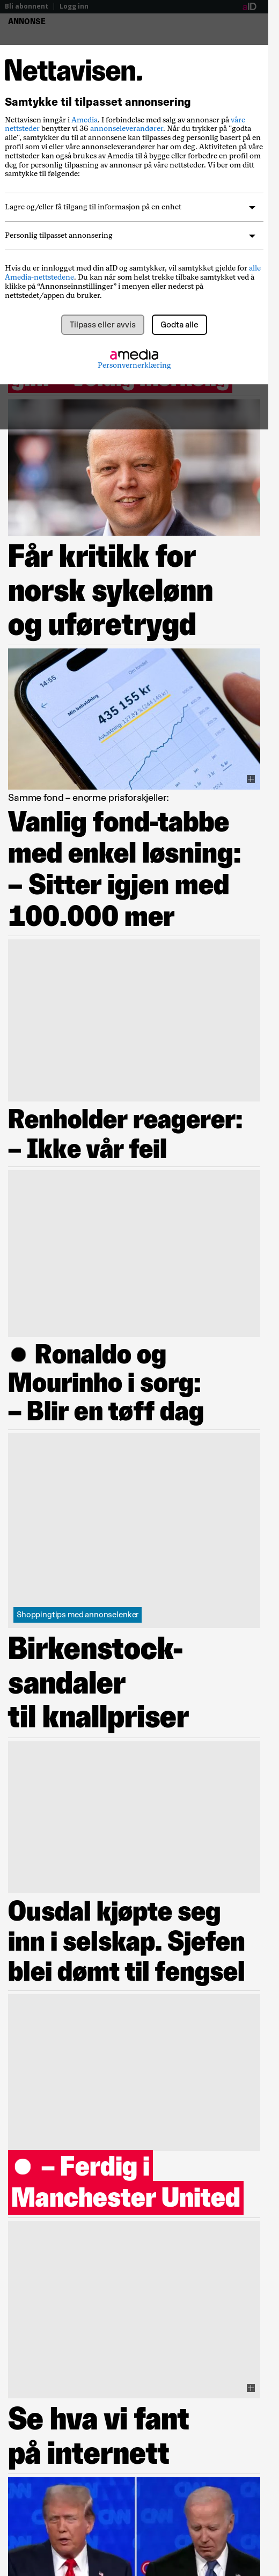 Bli abonnent | Logg inn
aID
ANNONSE
Nettavisen.
Samtykke til tilpasset annonsering
Nettavisen inngår i Amedia. I forbindelse med salg av annonser på våre
nettsteder benytter vi 36 annonseleverandører. Når du trykker på "godta
alle", samtykker du til at annonsene kan tilpasses deg personlig basert en
profil som vi eller våre annonseleverandører har om deg. Aktiviteten på våre
nettsteder kan også brukes av Amedia til å bygge eller forbedre en profil om
deg for personlig tilpasning av annonser på våre nettsteder. Vi ber om ditt
samtykke til følgende:
Lagre og/eller få tilgang til informasjon på en enhet
Personlig tilpasset annonsering
Hvis du er innlogget med din aID og samtykker, vil samtykket gjelde for alle
Amedia-nettstedene. Du kan når som helst trekke tilbake samtykket ved å
klikke på “Annonseinnstillinger” i menyen eller nederst på
nettstedet/appen du bruker.
Tilpass eller avvis
Godta alle
amedia
Personvernerklæring
Får kritikk for
norsk sykelønn
og uføretrygd
14:55
Min beholdning
435 155 kr
Samme fond – enorme prisforskjeller:
Vanlig fond-tabbe
med enkel løsning:
– Sitter igjen med
100.000 mer
Renholder reagerer:
– Ikke vår feil
● Ronaldo og
Mourinho i sorg:
– Blir en tøff dag
Shoppingtips med annonselenker
Birkenstock-
sandaler
til knallpriser
Ousdal kjøpte seg
inn i selskap. Sjefen
blei dømt til fengsel
● – Ferdig i
Manchester United
Se hva vi fant
på internett